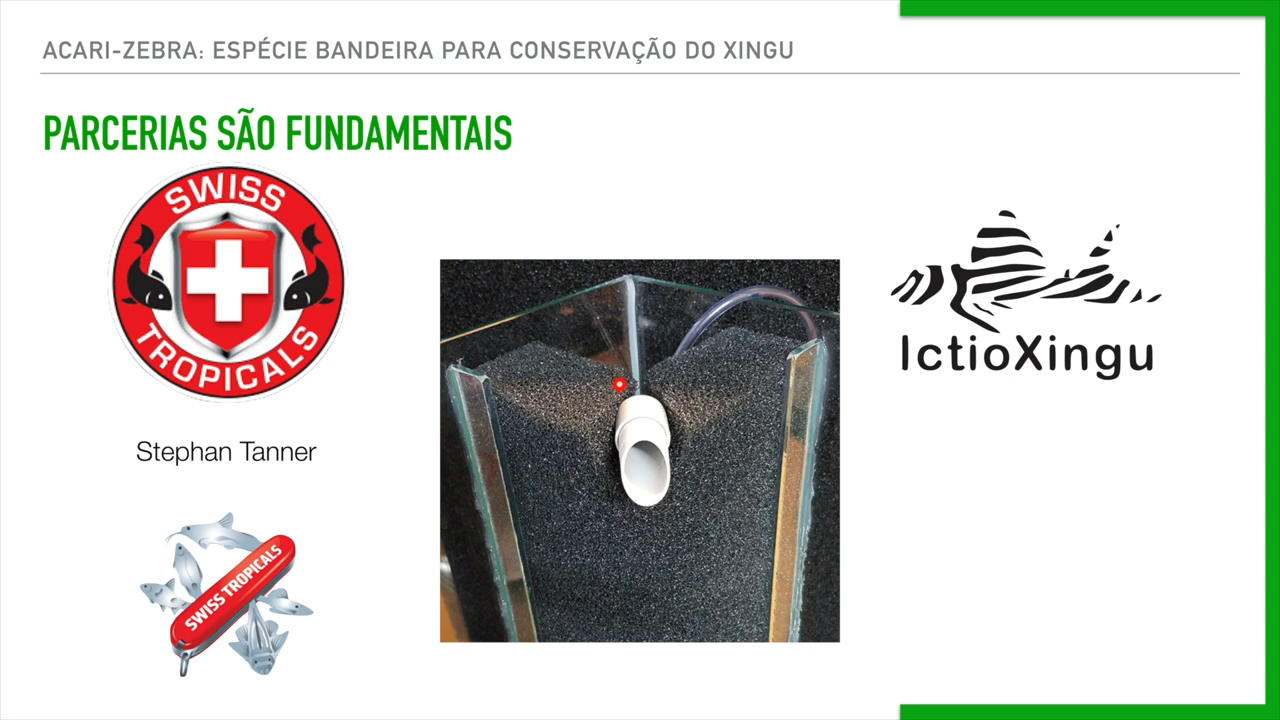 ACARI-ZEBRA: ESPÉCIE BANDEIRA PARA CONSERVAÇÃO DO XINGU
PARCERIAS SÃO FUNDAMENTAIS
SWISS
TROPICALS
IctioXingu
Stephan Tanner
SWISS TROPICALS